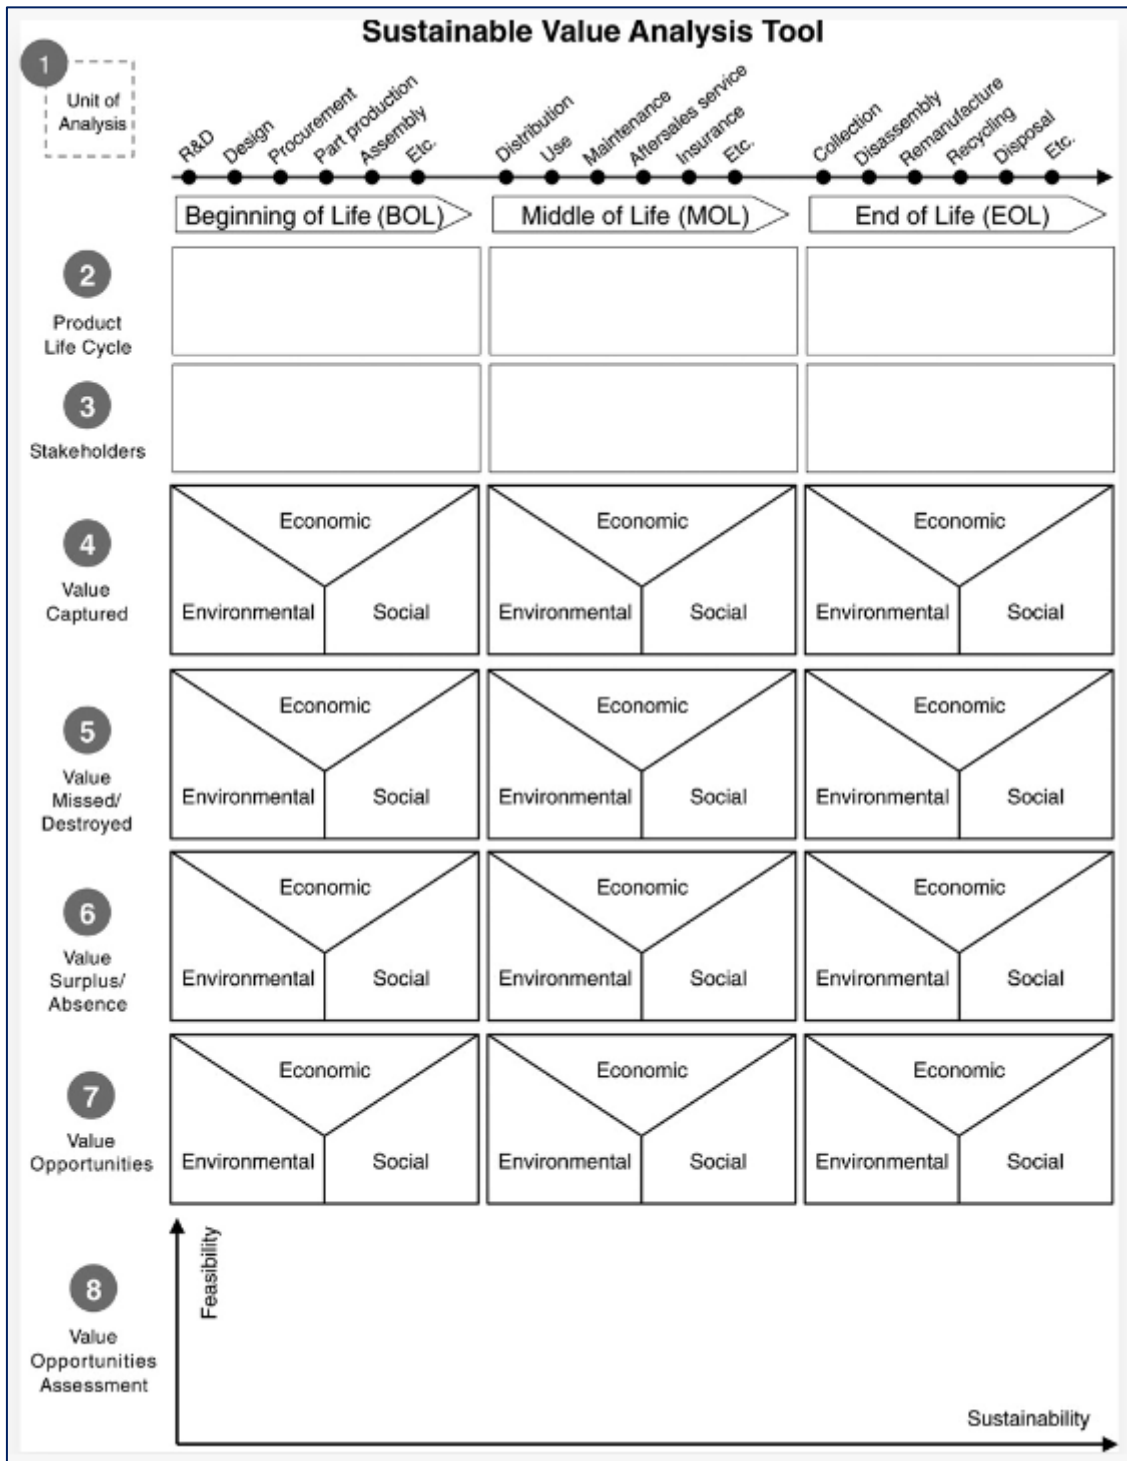 Sustainable Value Analysis Tool
1
Unit of
Analysis
R&D
Design
Procurement
Part production
Assembly
Etc.
Distribution
Use
Maintenance
Aftersales service
Insurance
Etc.
Collection
Disassembly
Remanufacture
Recycling
Disposal
Etc.
Beginning of Life (BOL)
Middle of Life (MOL)
End of Life (EOL)
2
Product
Life Cycle
3
Stakeholders
4
Value
Captured
Economic
Environmental
Social
Economic
Environmental
Social
Economic
Environmental
Social
5
Value
Missed/
Destroyed
Economic
Environmental
Social
Economic
Environmental
Social
Economic
Environmental
Social
6
Value
Surplus/
Absence
Economic
Environmental
Social
Economic
Environmental
Social
Economic
Environmental
Social
7
Value
Opportunities
Economic
Environmental
Social
Economic
Environmental
Social
Economic
Environmental
Social
8
Value
Opportunities
Assessment
Feasibility
Sustainability